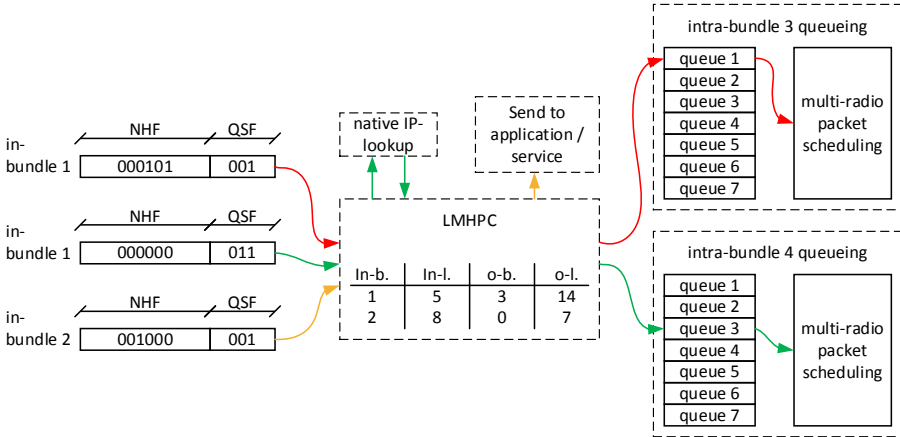 intra-bundle 3 queueing
queue 1
queue 2
queue 3
queue 4
queue 5
queue 6
queue 7
multi-radio
packet
scheduling
native IP-
lookup
Send to
application /
service
in-
bundle 1
NHF
QSF
000101
001
in-
bundle 1
NHF
QSF
000000
011
in-
bundle 2
NHF
QSF
001000
001
LMHPC
In-b. In-l. o-b. o-l.
1 5 3 14
2 8 0 7
intra-bundle 4 queueing
queue 1
queue 2
queue 3
queue 4
queue 5
queue 6
queue 7
multi-radio
packet
scheduling